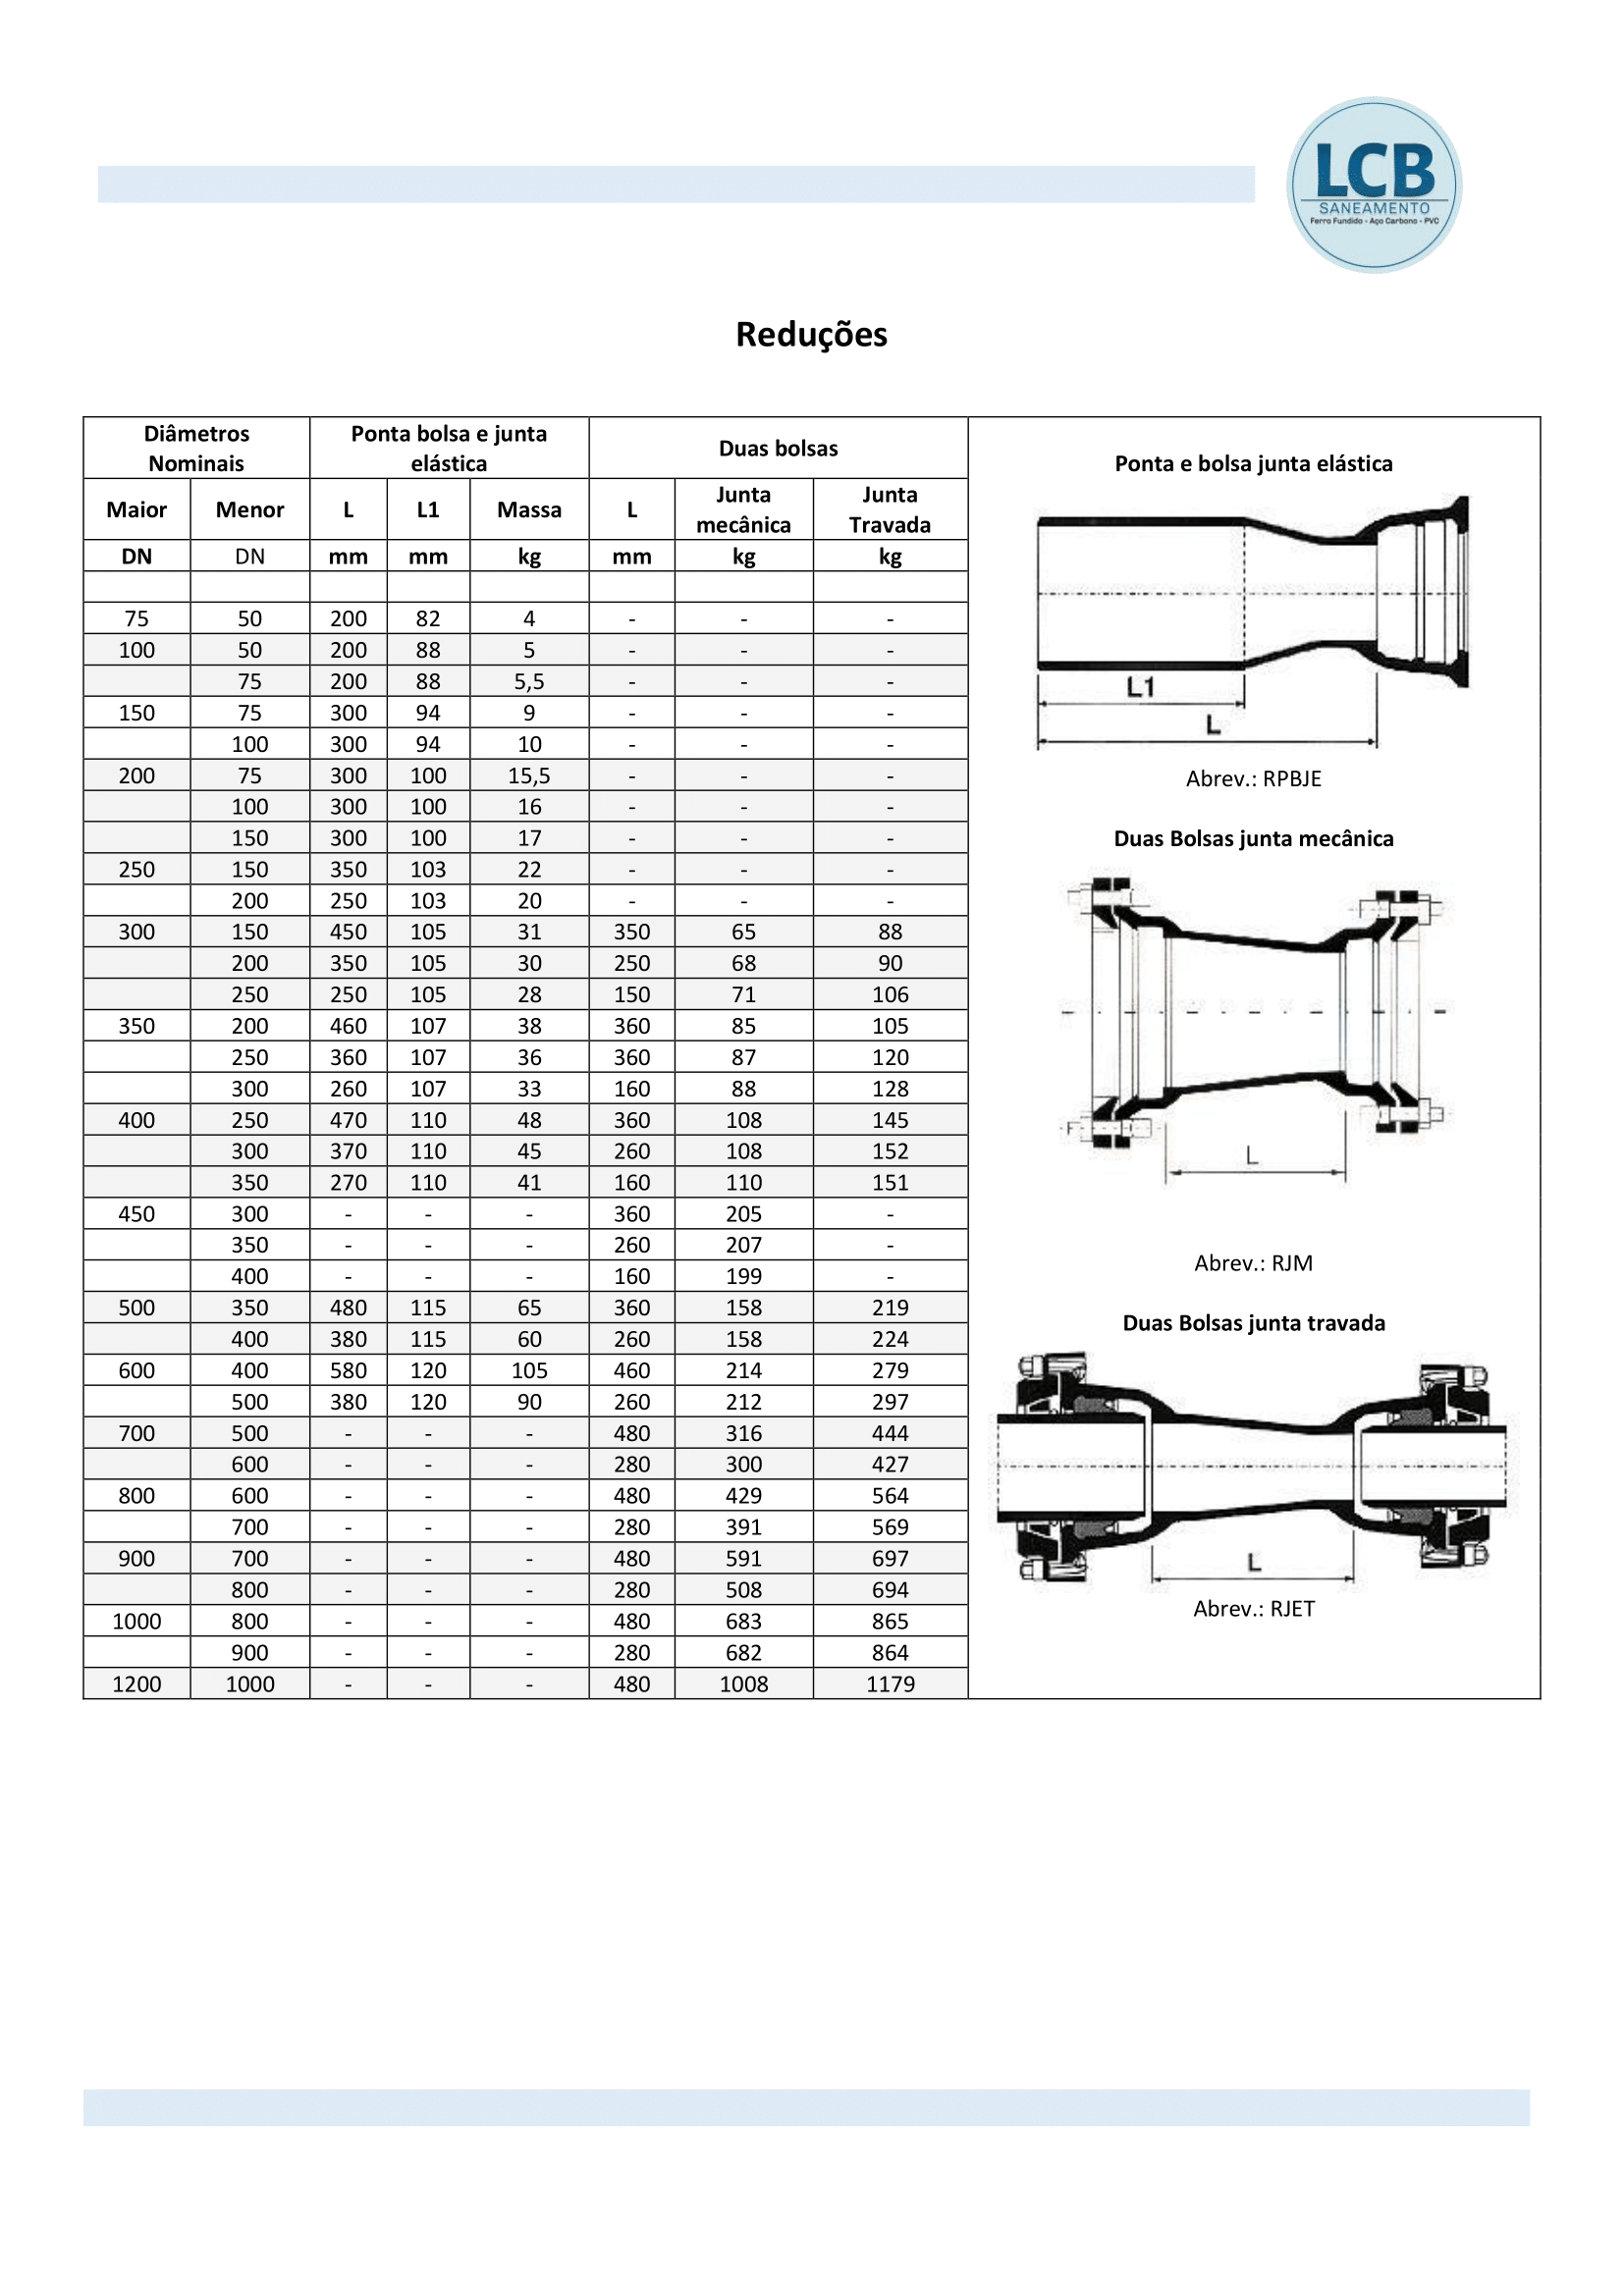 LCB
SANEAMENTO
Ferro Fundido - Aço Carbono - PVC
Reduções
Diâmetros Nominais Ponta bolsa e junta elástica Duas bolsas
Maior Menor L L1 Massa L Junta mecânica Junta Travada
DN DN mm mm kg mm kg kg
75 50 200 82 4 - - -
100 50 200 88 5 - - -
75 200 88 5,5 - - -
150 75 300 94 9 - - -
100 300 94 10 - - -
200 75 300 100 15,5 - - -
100 300 100 16 - - -
150 300 100 17 - - -
250 150 350 103 22 - - -
200 250 103 20 - - -
300 150 450 105 31 350 65 88
200 350 105 30 250 68 90
250 250 105 28 150 71 106
350 200 460 107 38 360 85 105
250 360 107 36 360 87 120
300 260 107 33 160 88 128
400 250 470 110 48 360 108 145
300 370 110 45 260 108 152
350 270 110 41 160 110 151
450 300 - - - 360 205 -
350 - - - 260 207 -
400 - - - 160 199 -
500 350 480 115 65 360 158 219
400 380 115 60 260 158 224
600 400 580 120 105 460 214 279
500 380 120 90 260 212 297
700 500 - - - 480 316 444
600 - - - 280 300 427
800 600 - - - 480 429 564
700 - - - 280 391 569
900 700 - - - 480 591 697
800 - - - 280 508 694
1000 800 - - - 480 683 865
900 - - - 280 682 864
1200 1000 - - - 480 1008 1179
Ponta e bolsa junta elástica
L1
L
Abrev.: RPBJE
Duas Bolsas junta mecânica
L
Abrev.: RJM
Duas Bolsas junta travada
L
Abrev.: RJET